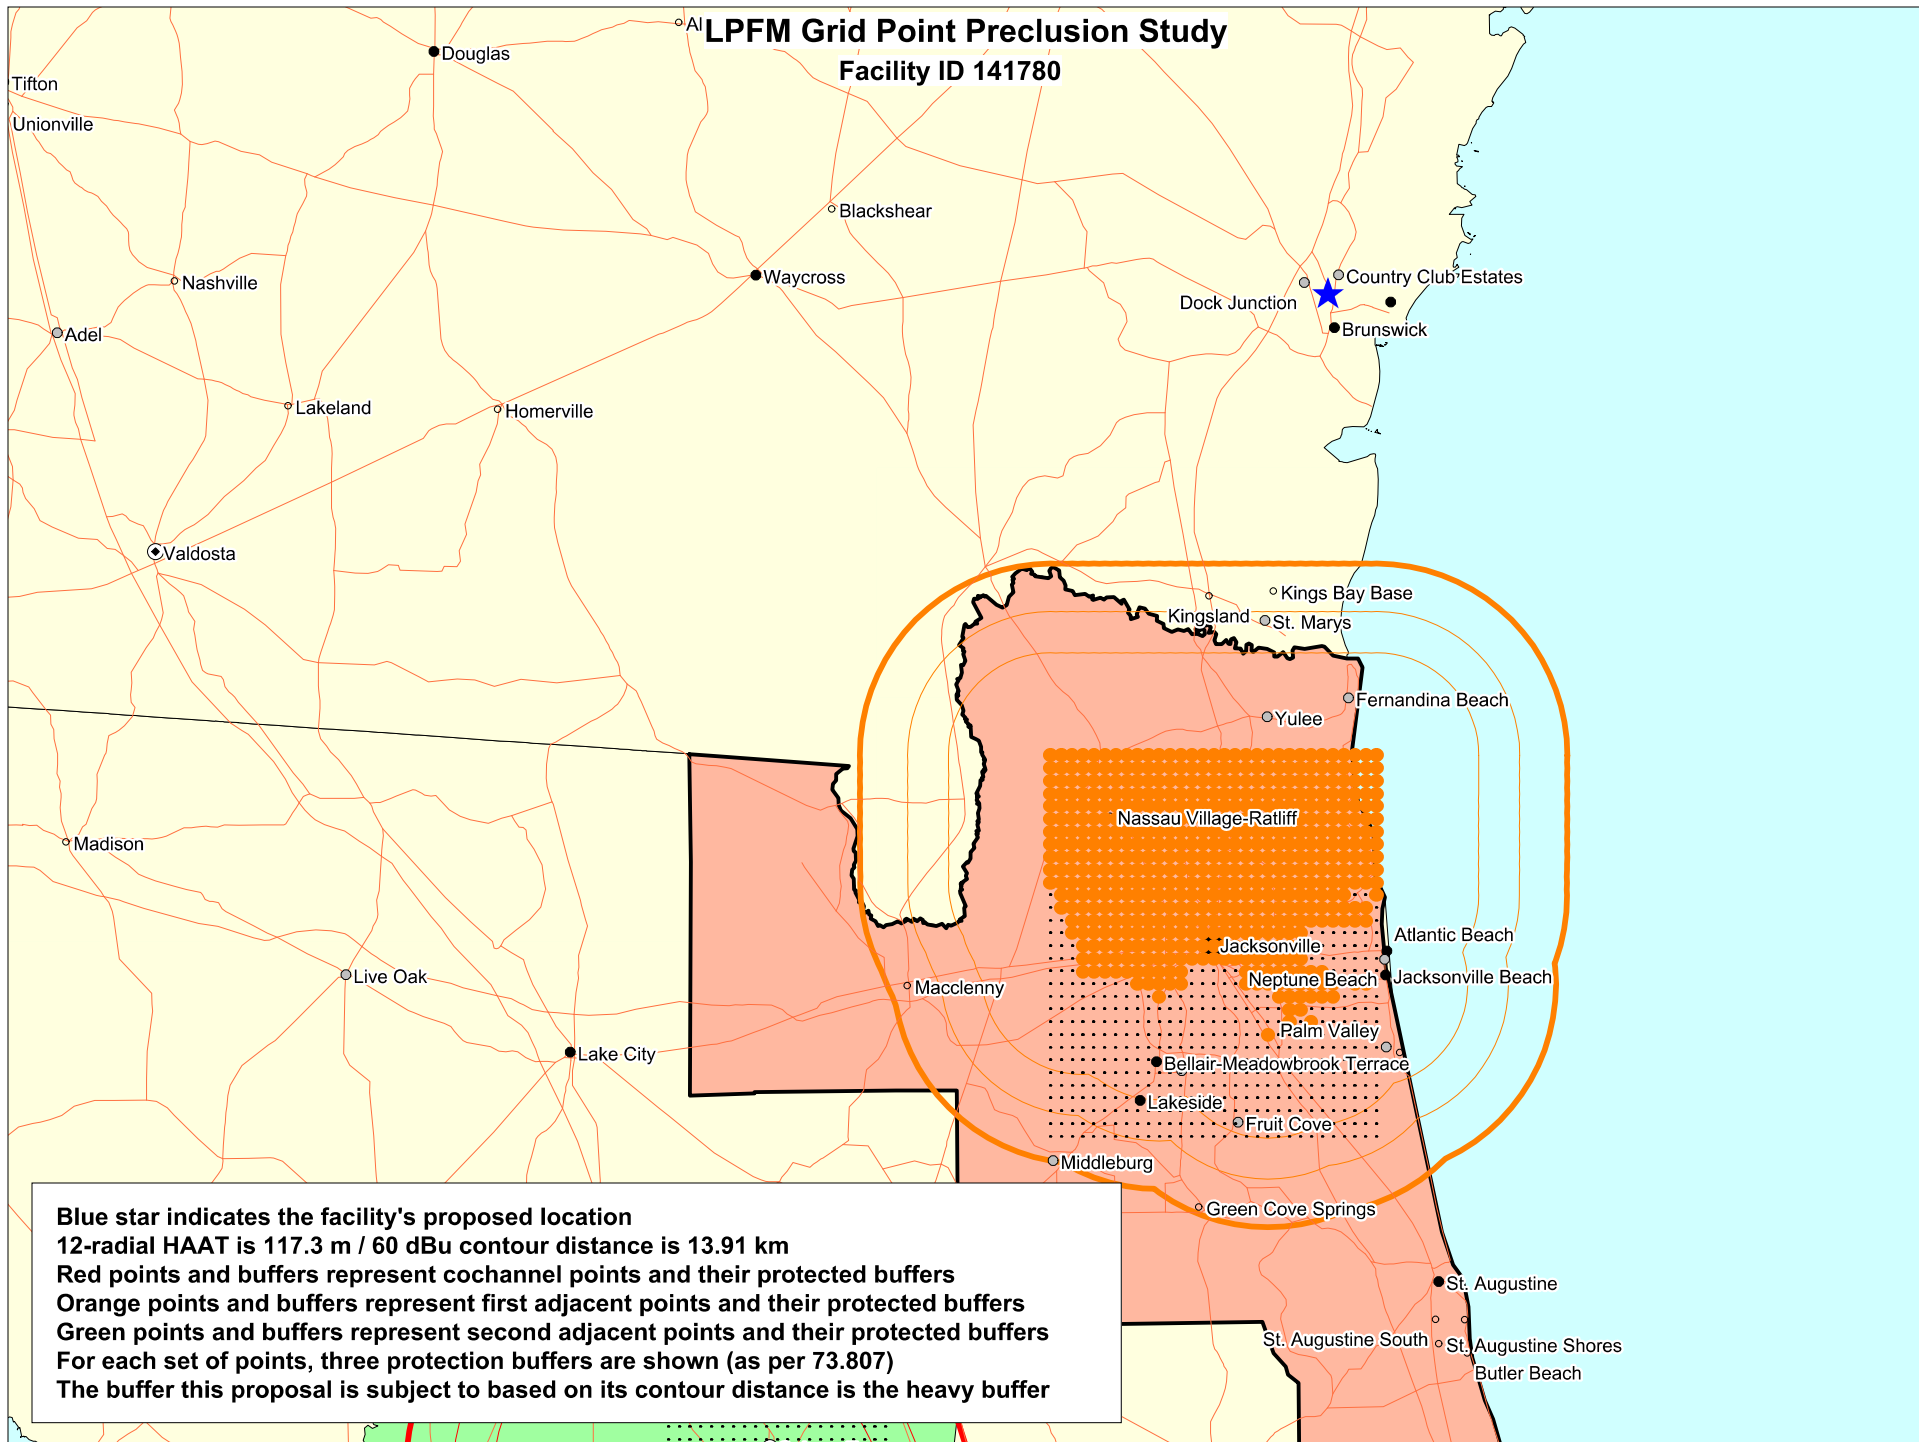 LPFM Grid Point Preclusion Study
Facility ID 141780
Al
Douglas
Tifton
Unionville
Blackshear
Waycross
Nashville
Country Club Estates
Dock Junction
Brunswick
Adel
Lakeland
Homerville
Valdosta
Kings Bay Base
Kingsland
St. Marys
Fernandina Beach
Yulee
Nassau Village-Ratliff
Madison
Atlantic Beach
Jacksonville
Live Oak
Macclenny
Neptune Beach
Jacksonville Beach
Palm Valley
Lake City
Bellair-Meadowbrook Terrace
Lakeside
Fruit Cove
Middleburg
Green Cove Springs
Blue star indicates the facility's proposed location
12-radial HAAT is 117.3 m / 60 dBu contour distance is 13.91 km
Red points and buffers represent cochannel points and their protected buffers
Orange points and buffers represent first adjacent points and their protected buffers
Green points and buffers represent second adjacent points and their protected buffers
For each set of points, three protection buffers are shown (as per 73.807)
The buffer this proposal is subject to based on its contour distance is the heavy buffer
St. Augustine
St. Augustine South
St. Augustine Shores
Butler Beach